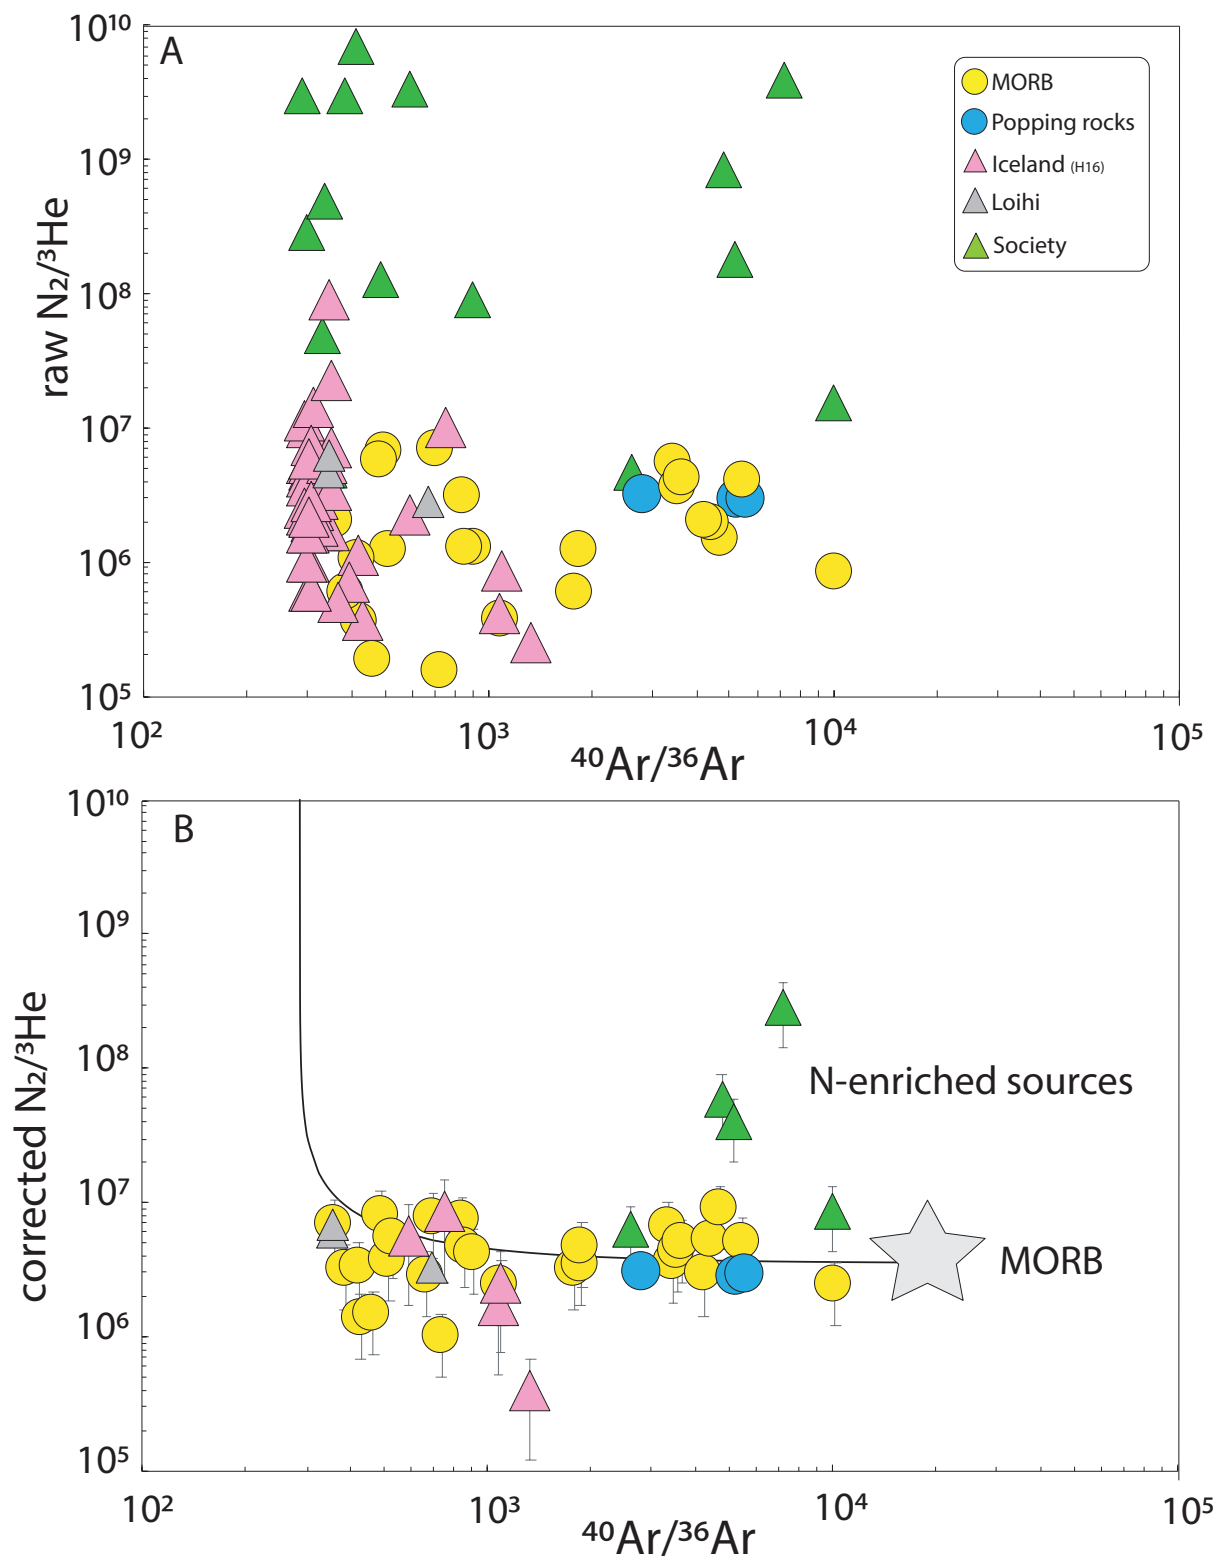 A
10¹⁰
10⁹
10⁸
10⁷
10⁶
10⁵
raw N₂/³He
MORB
Popping rocks
Iceland (H16)
Loihi
Society
10² 10³ 10⁴ 10⁵
⁴⁰Ar/³⁶Ar
B
10¹⁰
10⁹
10⁸
10⁷
10⁶
10⁵
corrected N₂/³He
N-enriched sources
MORB
10² 10³ 10⁴ 10⁵
⁴⁰Ar/³⁶Ar